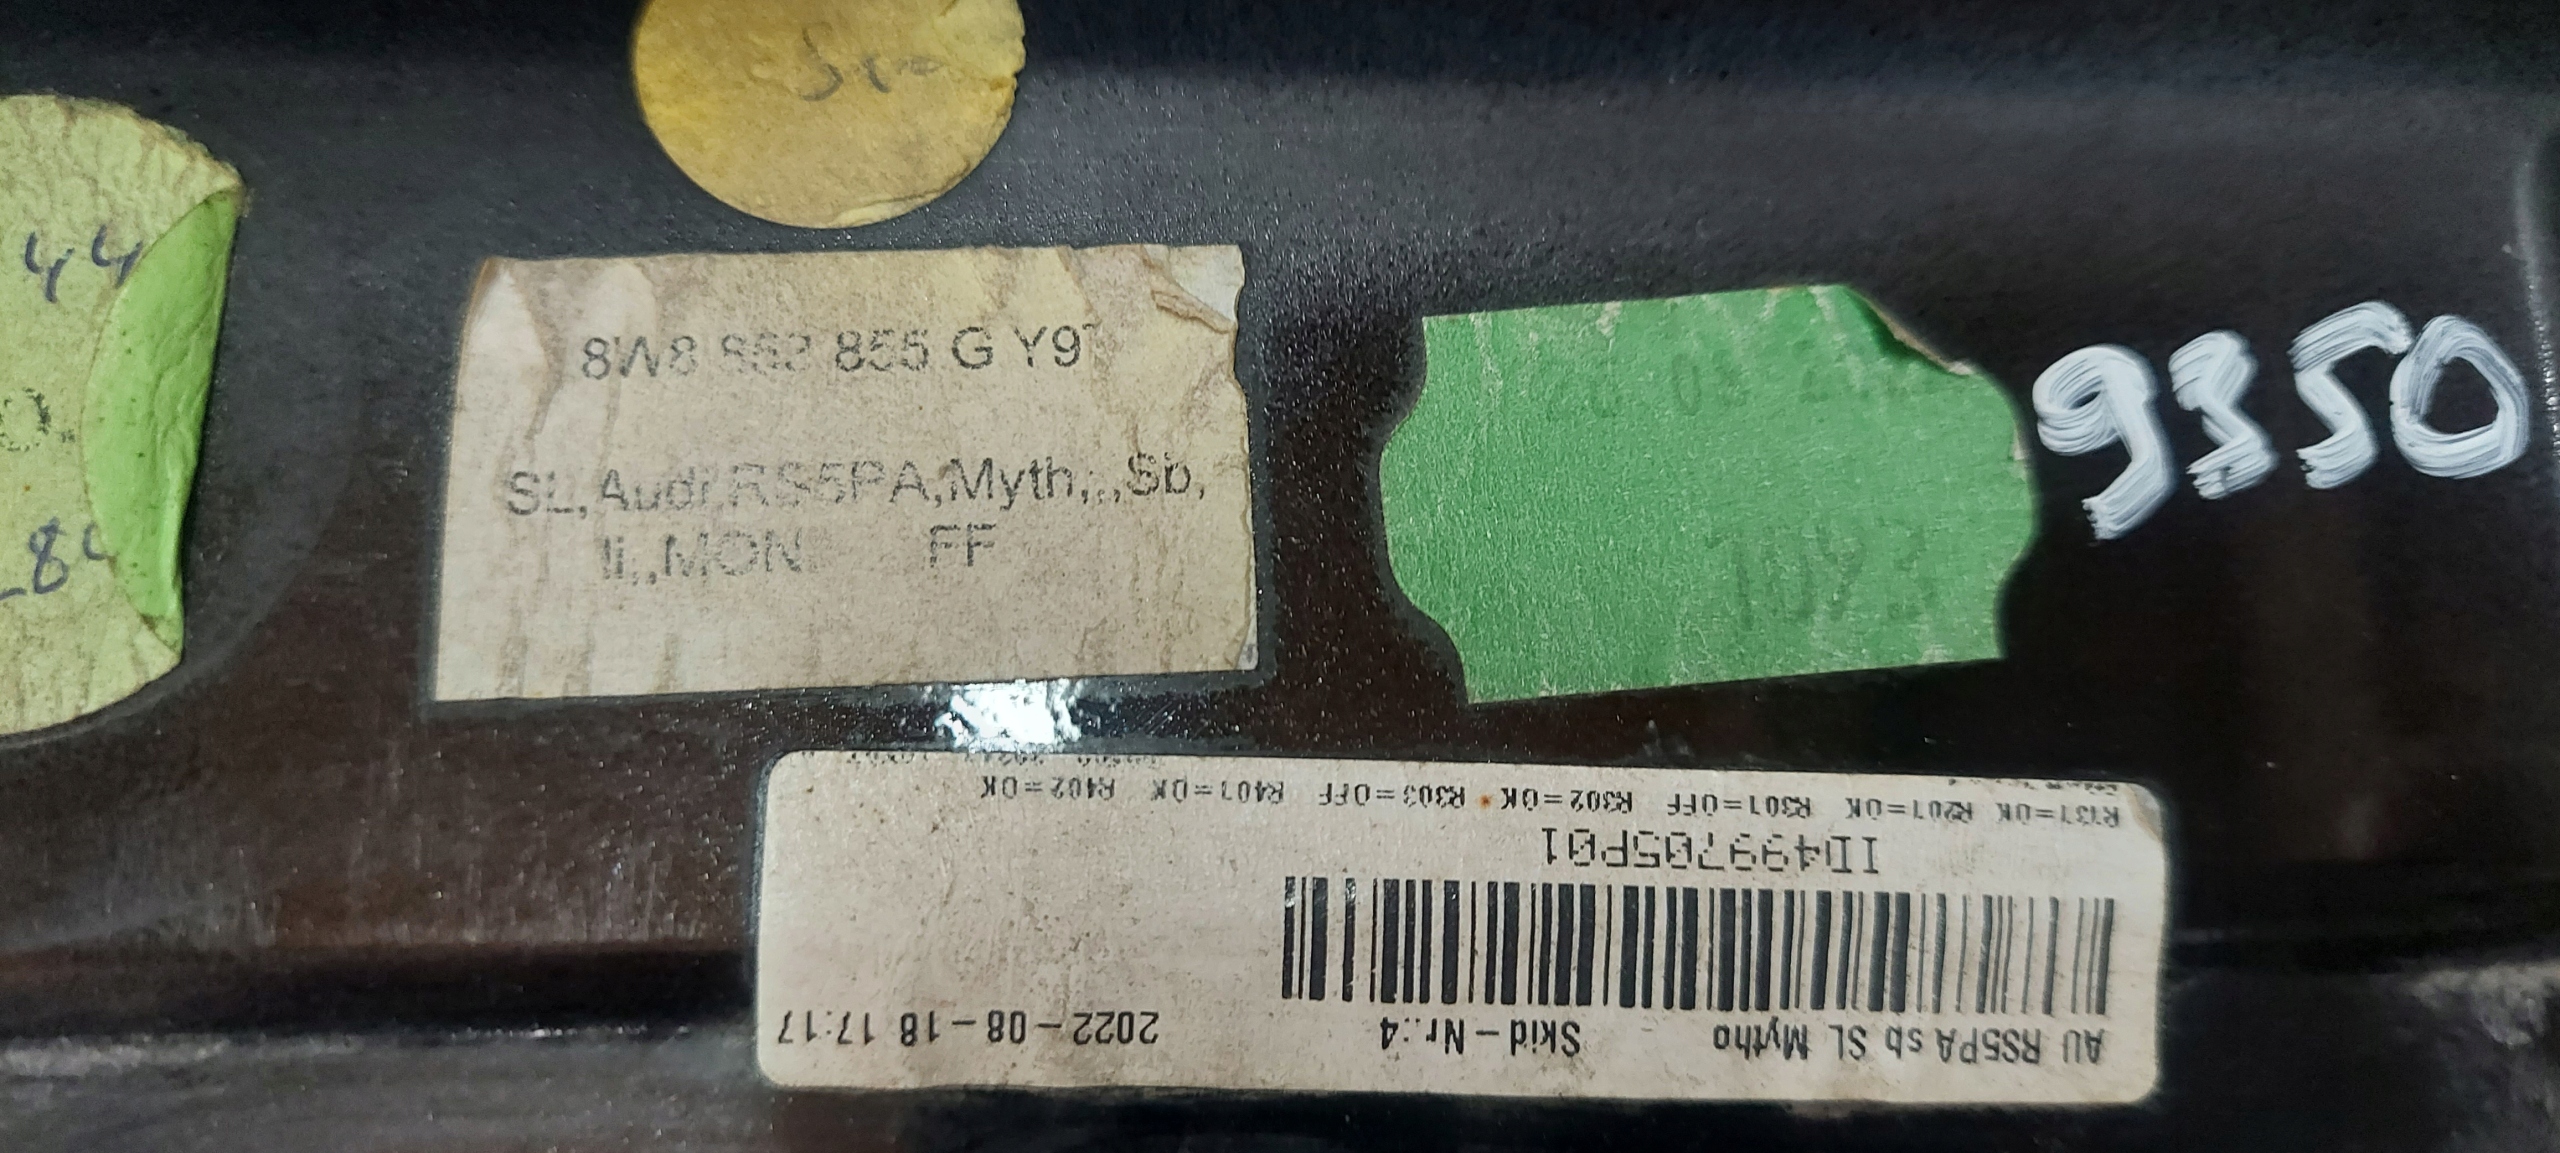 44
8W8 853 855 G Y9
SL,Audi,RS5PA,Myth,,,Sb,
li,,MON FF
9350
AU RS5PA sb SL Mytho Skid-Nr.:4 2022-08-18 17:17
ID499705P01
R131=OK R201=OK R301=OFF R302=OK R303=OFF R401=OK R402=OK